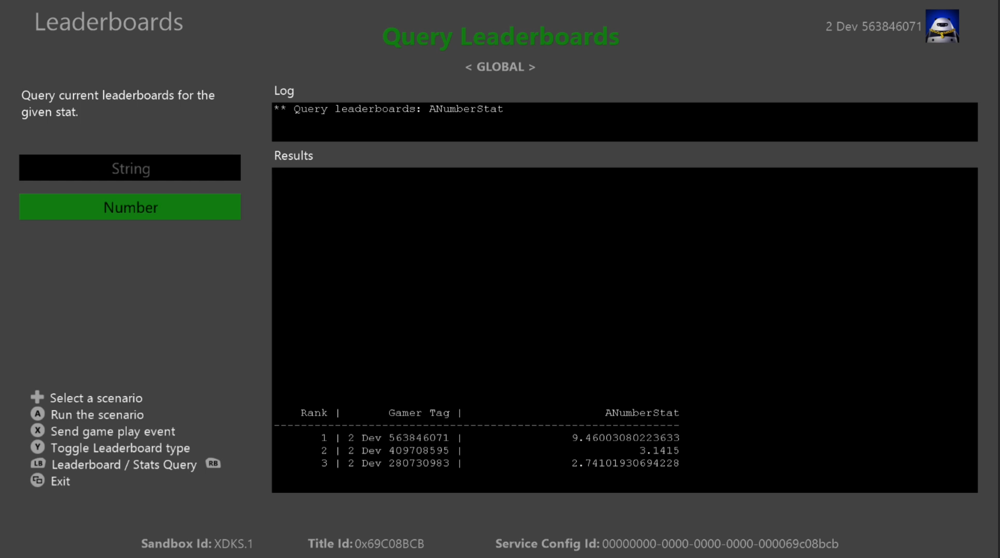 Leaderboards
Query Leaderboards
2 Dev 563846071
< GLOBAL >
Query current leaderboards for the
given stat.
String
Number
Log
** Query leaderboards: ANumberStat
Results
Rank | Gamer Tag | ANumberStat
------------------------------------------------------------
1 | 2 Dev 563846071 | 9.46003080223633
2 | 2 Dev 409708595 | 3.1415
3 | 2 Dev 280730983 | 2.74101930694228
Select a scenario
A Run the scenario
X Send game play event
Y Toggle Leaderboard type
LB Leaderboard / Stats Query RB
Exit
Sandbox Id: XDKS.1 Title Id: 0x69C08BCB Service Config Id: 00000000-0000-0000-0000-000069c08bcb